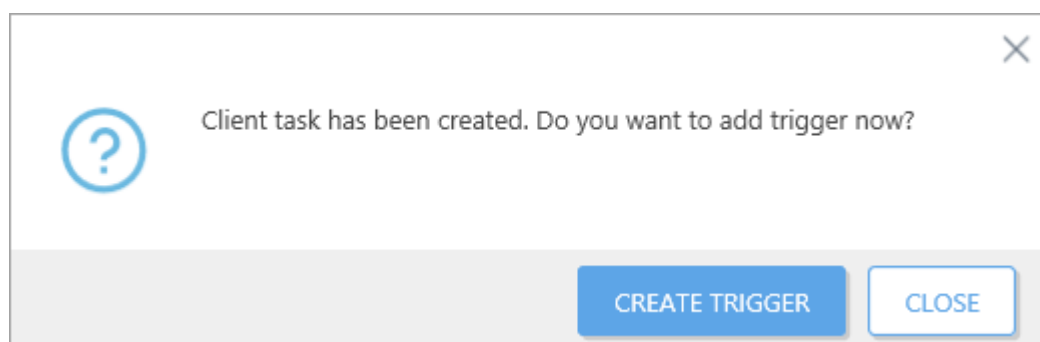 Client task has been created. Do you want to add trigger now?
CREATE TRIGGER
CLOSE